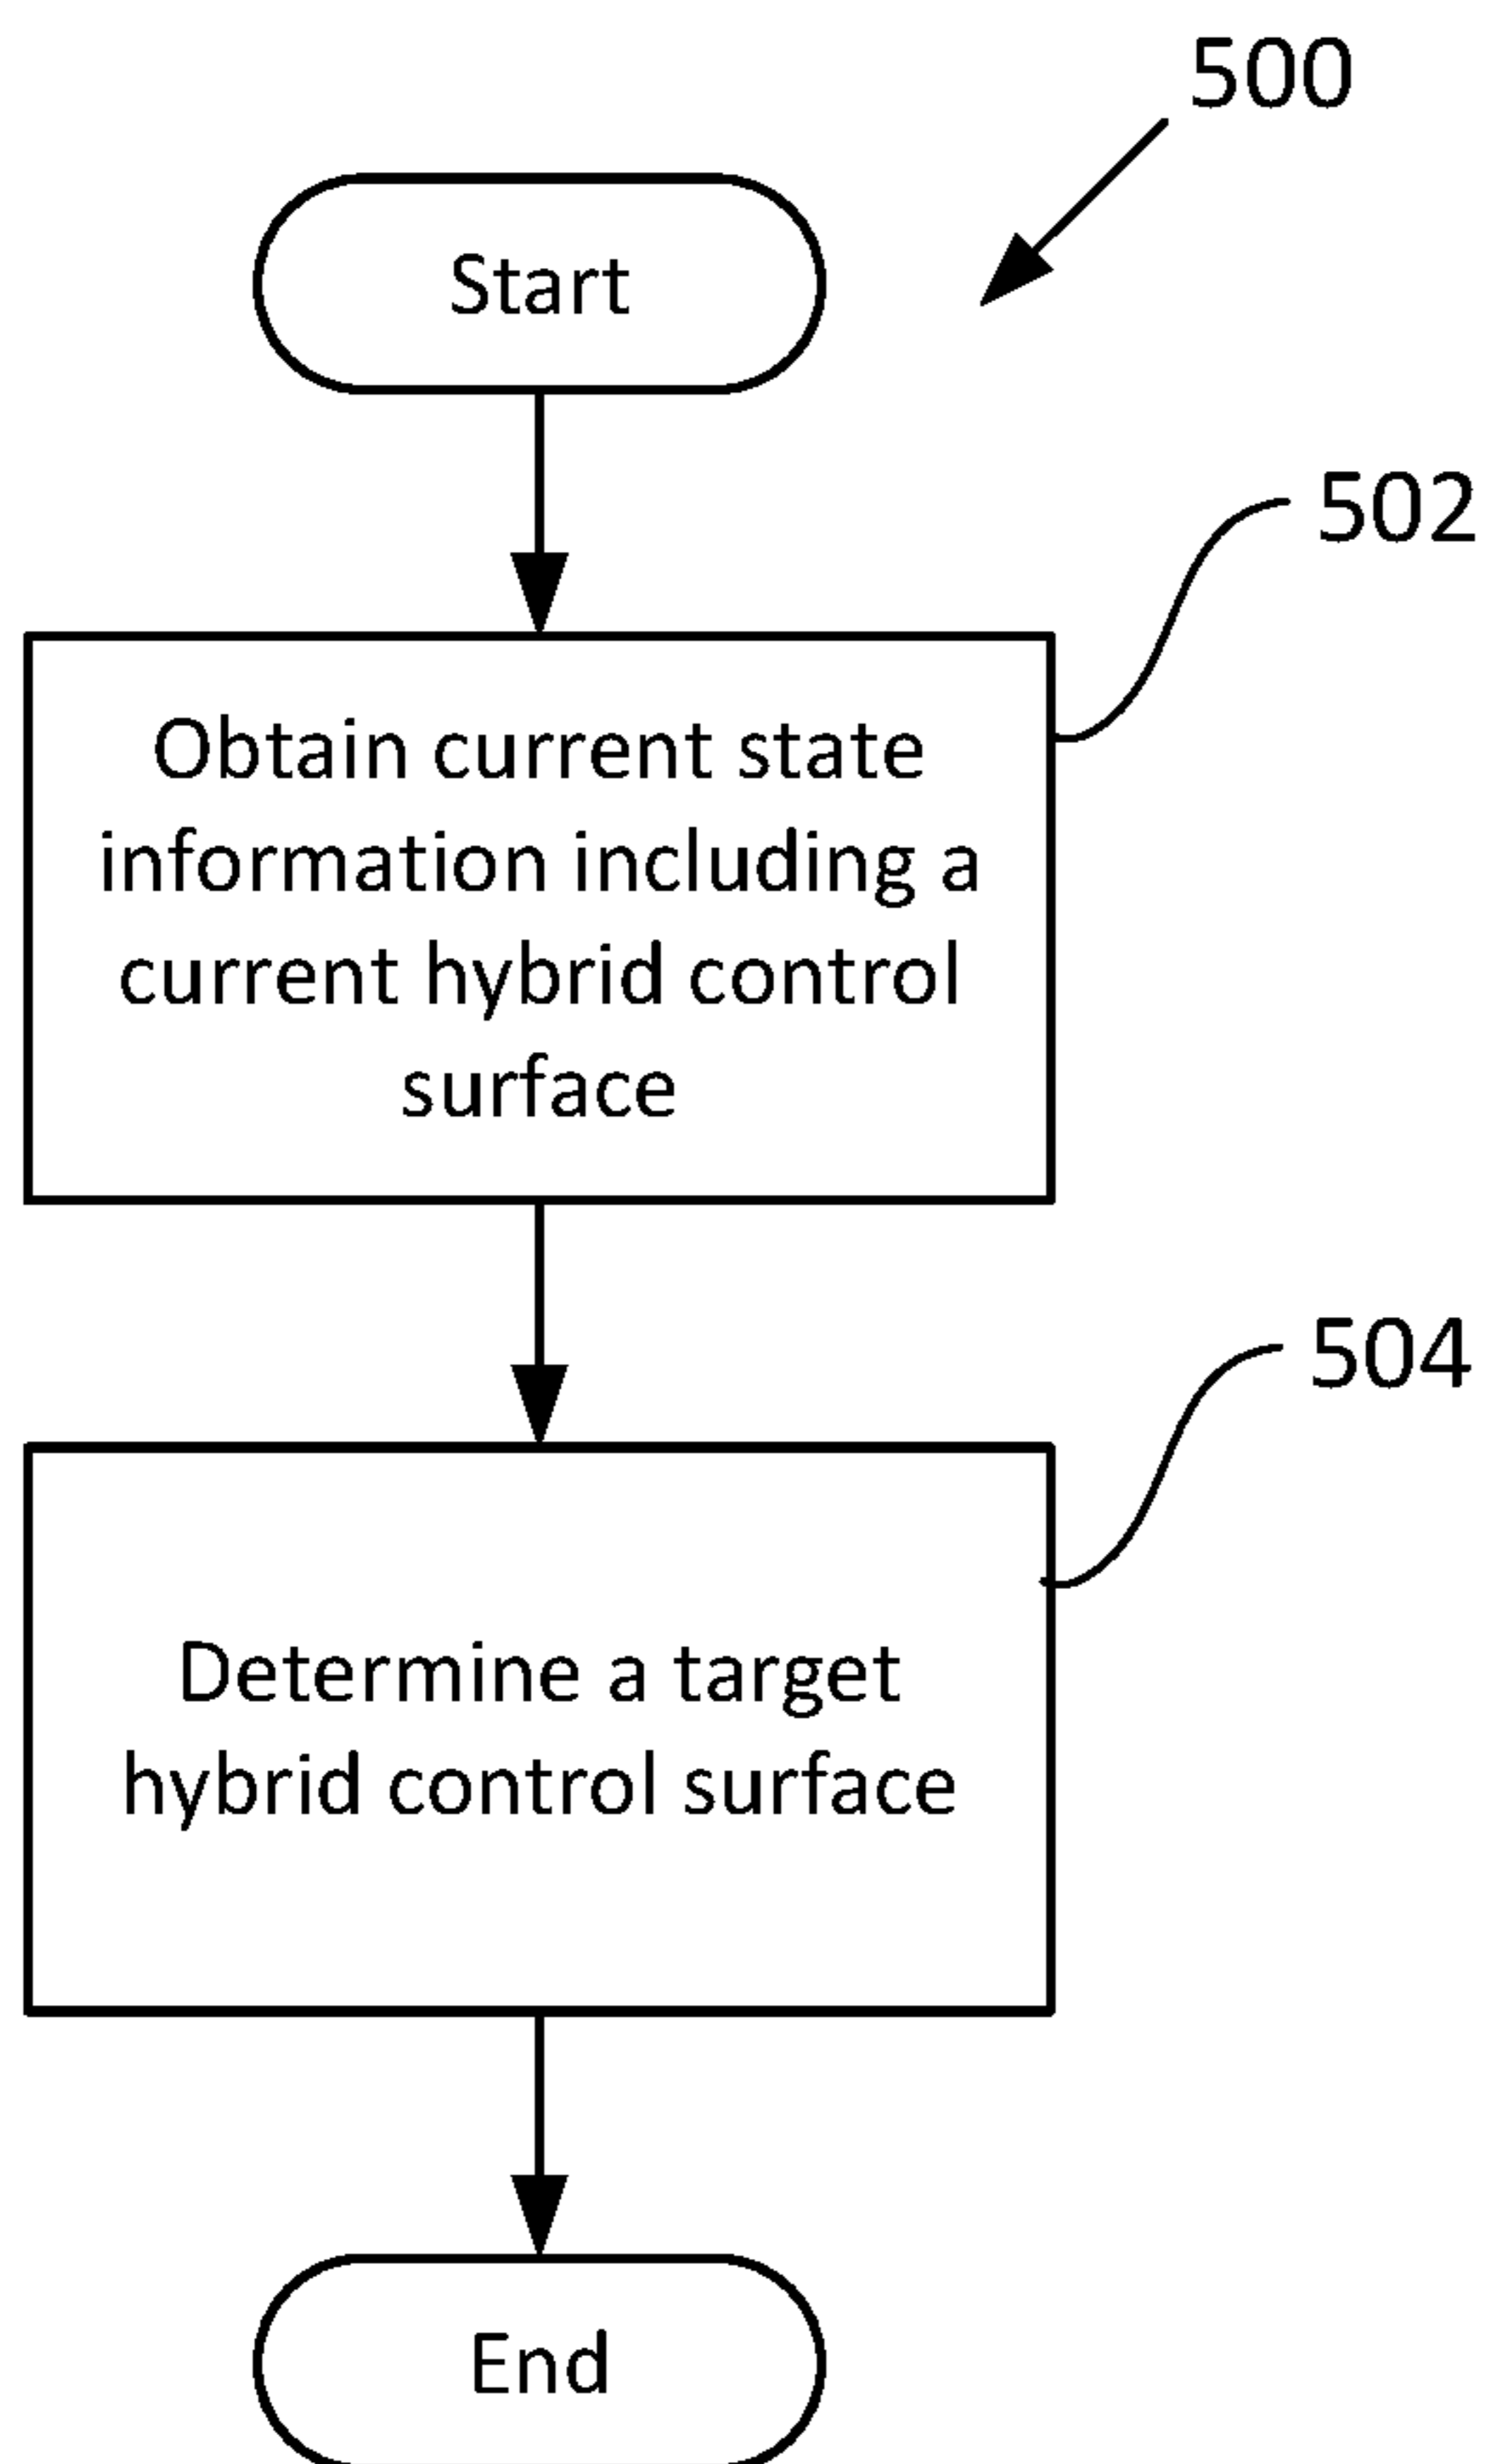 500
Start
502
Obtain current state
information including a
current hybrid control
surface
504
Determine a target
hybrid control surface
End